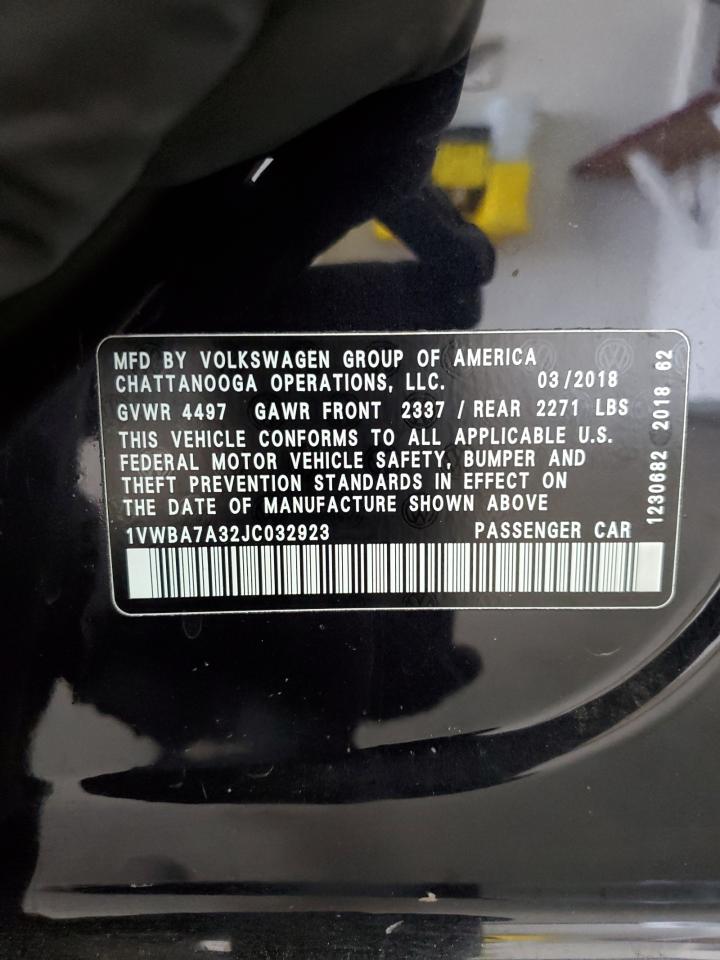 MFD BY VOLKSWAGEN GROUP OF AMERICA
CHATTANOOGA OPERATIONS, LLC. 03/2018
GVWR 4497 GAWR FRONT 2337 / REAR 2271 LBS
THIS VEHICLE CONFORMS TO ALL APPLICABLE U.S.
FEDERAL MOTOR VEHICLE SAFETY, BUMPER AND
THEFT PREVENTION STANDARDS IN EFFECT ON
THE DATE OF MANUFACTURE SHOWN ABOVE
1VWBA7A32JC032923 PASSENGER CAR
1230682 2018 62